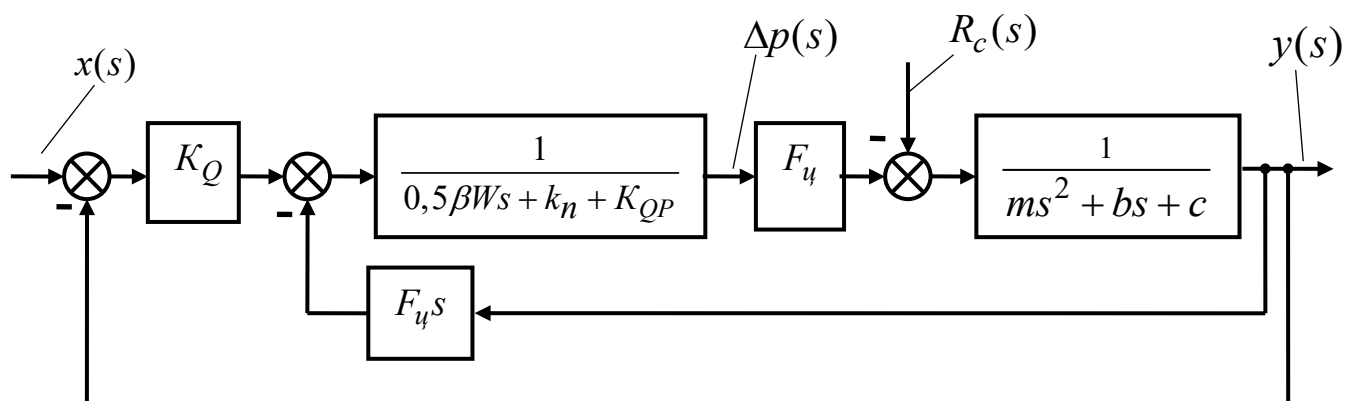 x(s)
-
K_Q
-
1
0,5βWs + k_n + K_QP
Δp(s)
F_ц
R_c(s)
-
1
ms² + bs + c
y(s)
F_ц s